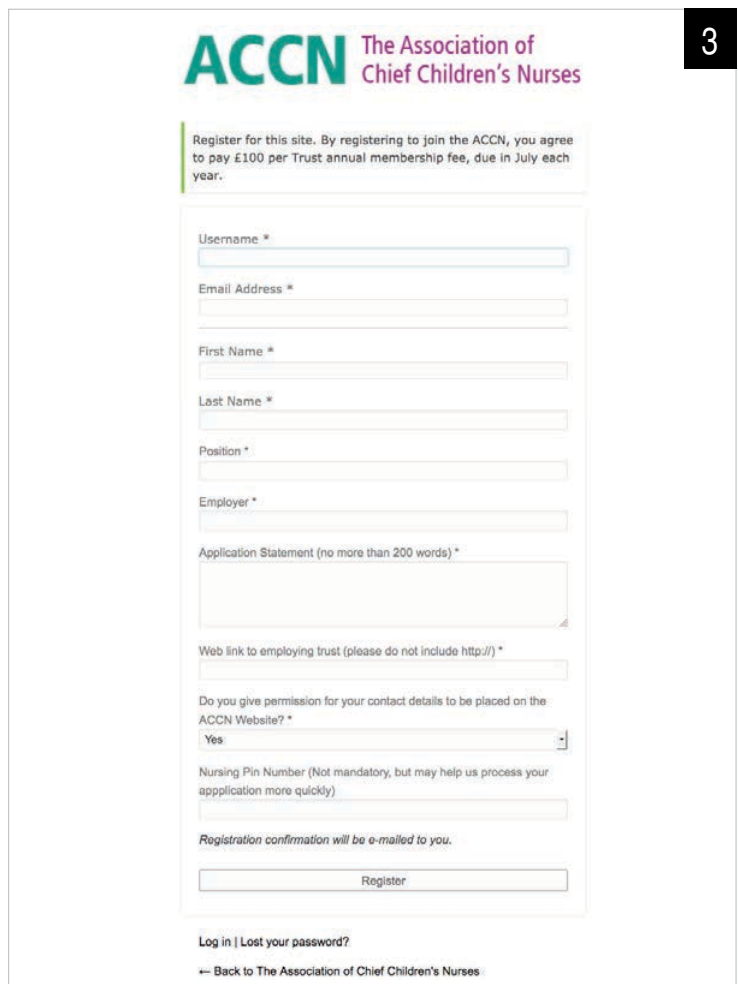 3
ACCN The Association of
Chief Children's Nurses
Register for this site. By registering to join the ACCN, you agree
to pay £100 per Trust annual membership fee, due in July each
year.
Username *
Email Address *
First Name *
Last Name *
Position *
Employer *
Application Statement (no more than 200 words) *
Web link to employing trust (please do not include http://) *
Do you give permission for your contact details to be placed on the
ACCN Website? *
Yes
Nursing Pin Number (Not mandatory, but may help us process your
appplication more quickly)
Registration confirmation will be e-mailed to you.
Register
Log in | Lost your password?
← Back to The Association of Chief Children's Nurses